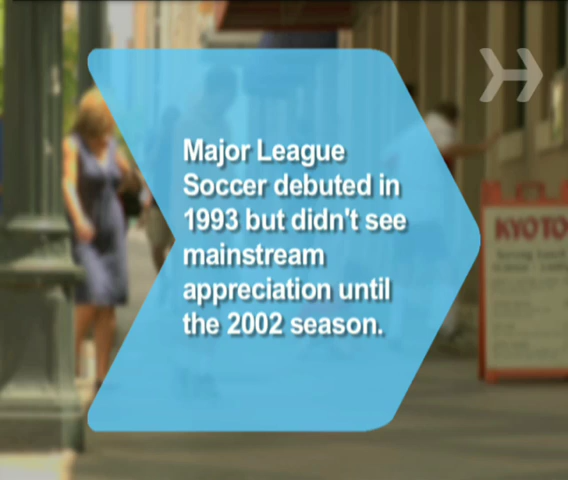 Major League
Soccer debuted in
1993 but didn't see
mainstream
appreciation until
the 2002 season.
KYOTO